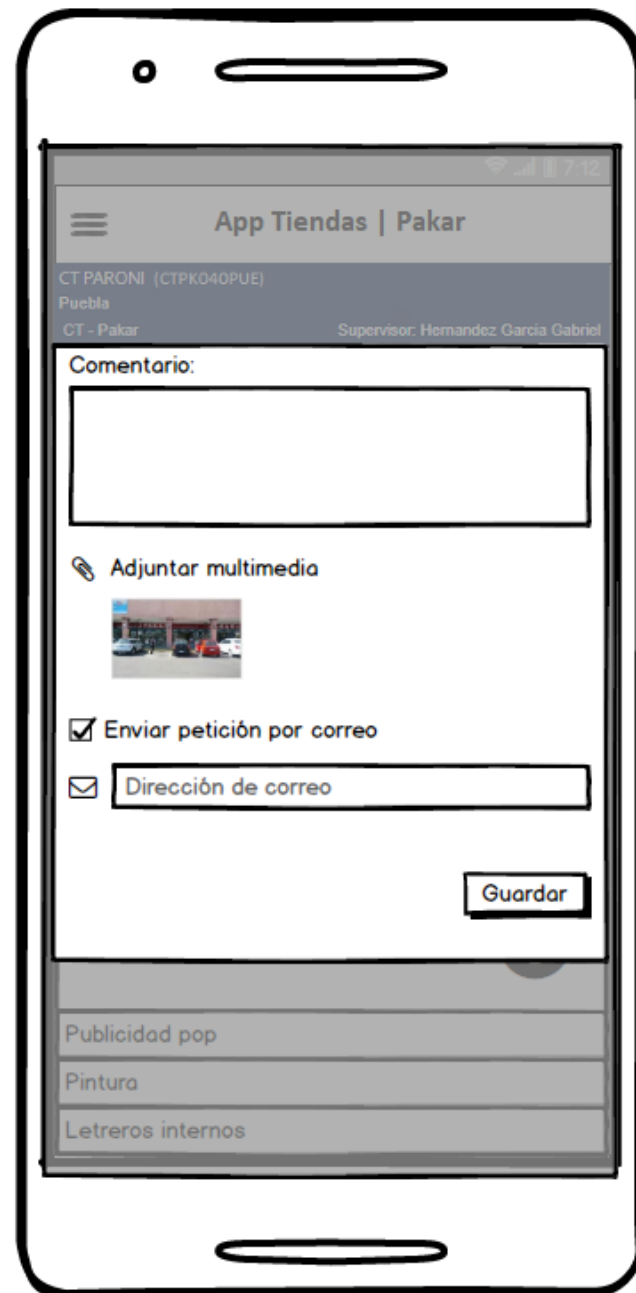 7:12
App Tiendas | Pakar
CT PARONI (CTPK040PUE)
Puebla
CT - Pakar Supervisor: Hernandez Garcia Gabriel
Comentario:
Adjuntar multimedia
Enviar petición por correo
Dirección de correo
Guardar
Publicidad pop
Pintura
Letreros internos